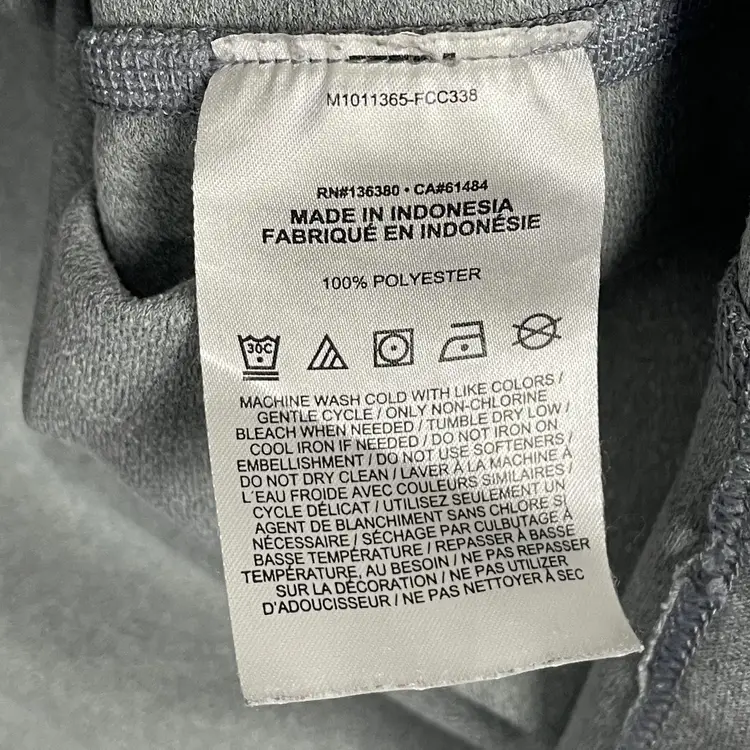 M1011365-FCC338
RN#136380 • CA#61484
MADE IN INDONESIA
FABRIQUÉ EN INDONÉSIE
100% POLYESTER
30C
MACHINE WASH COLD WITH LIKE COLORS /
GENTLE CYCLE / ONLY NON-CHLORINE
BLEACH WHEN NEEDED / TUMBLE DRY LOW /
COOL IRON IF NEEDED / DO NOT IRON ON
EMBELLISHMENT / DO NOT USE SOFTENERS /
DO NOT DRY CLEAN / LAVER À LA MACHINE À
L'EAU FROIDE AVEC COULEURS SIMILAIRES /
CYCLE DÉLICAT / UTILISEZ SEULEMENT UN
AGENT DE BLANCHIMENT SANS CHLORE SI
NÉCESSAIRE / SÉCHAGE PAR CULBUTAGE À
BASSE TEMPÉRATURE / REPASSER À BASSE
TEMPÉRATURE, AU BESOIN / NE PAS REPASSER
SUR LA DÉCORATION / NE PAS UTILIZER
D'ADOUCISSEUR / NE PAS NETTOYER À SEC